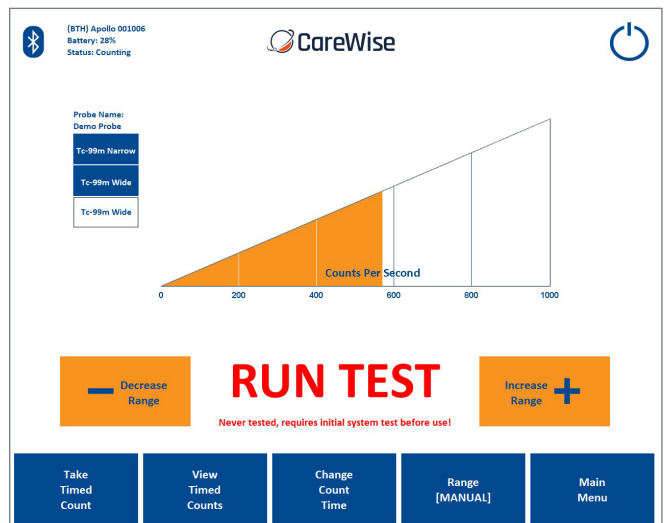 (BTH) Apollo 001006
Battery: 28%
Status: Counting
CareWise
Probe Name:
Demo Probe
Tc-99m Narrow
Tc-99m Wide
Tc-99m Wide
Counts Per Second
0 200 400 600 800 1000
Decrease
Range
RUN TEST
Never tested, requires initial system test before use!
Increase
Range
Take
Timed
Count
View
Timed
Counts
Change
Count
Time
Range
[MANUAL]
Main
Menu